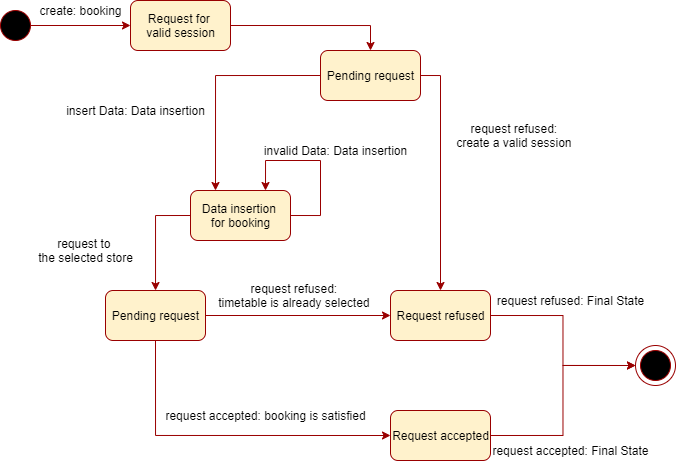 create: booking
Request for
valid session
Pending request
insert Data: Data insertion
request refused:
create a valid session
invalid Data: Data insertion
Data insertion
for booking
request to
the selected store
request refused:
timetable is already selected
Pending request
Request refused
request refused: Final State
request accepted: booking is satisfied
Request accepted
request accepted: Final State